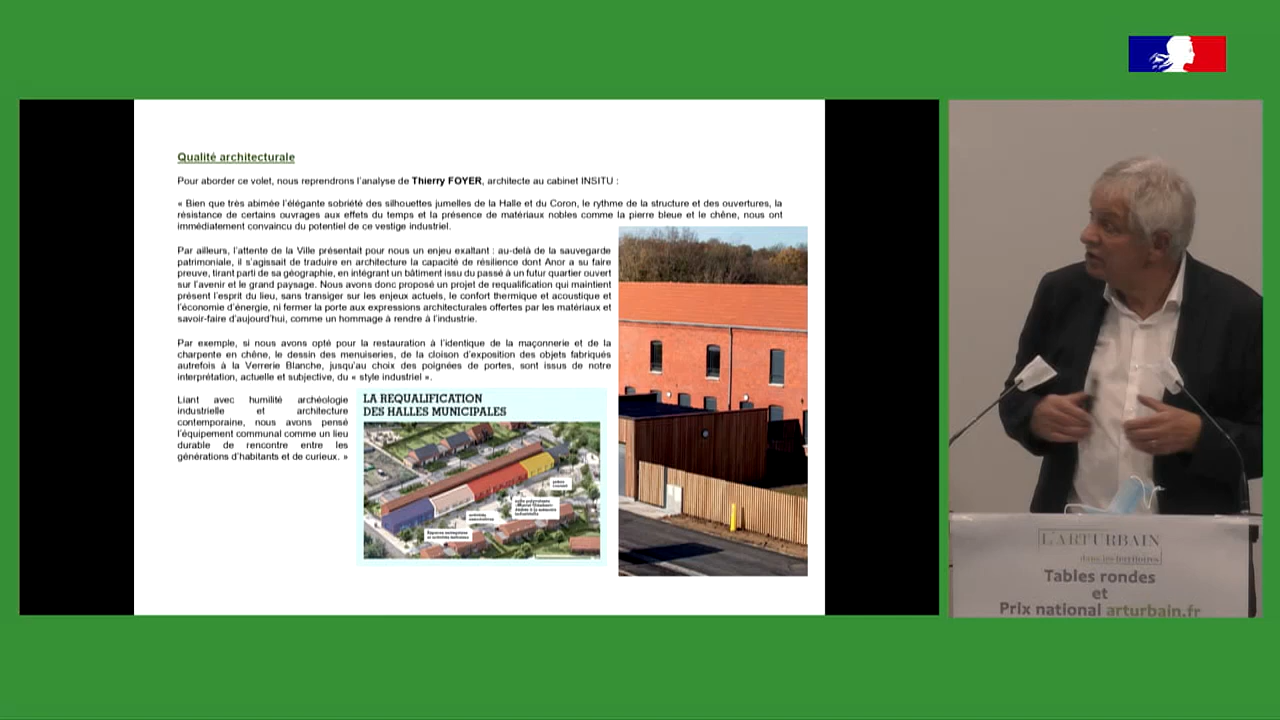 Qualité architecturale
Pour aborder ce volet, nous reprendrons l'analyse de Thierry FOYER, architecte au cabinet INSITU :
« Bien que très abimée l'élégante sobriété des silhouettes jumelles de la Halle et du Coron, le rythme de la structure et des ouvertures, la
résistance de certains ouvrages aux effets du temps et la présence de matériaux nobles comme la pierre bleue et le chêne, nous ont
immédiatement convaincu du potentiel de ce vestige industriel.
Par ailleurs, l'attente de la Ville présentait pour nous un enjeu exaltant : au-delà de la sauvegarde
patrimoniale, il s'agissait de traduire en architecture la capacité de résilience dont Anor a su faire
preuve, tirant parti de sa géographie, en intégrant un bâtiment issu du passé à un futur quartier ouvert
sur l'avenir et le grand paysage. Nous avons donc proposé un projet de requalification qui maintient
présent l'esprit du lieu, sans transiger sur les enjeux actuels, le confort thermique et acoustique et
l'économie d'énergie, ni fermer la porte aux expressions architecturales offertes par les matériaux et
savoir-faire d'aujourd'hui, comme un hommage à rendre à l'industrie.
Par exemple, si nous avons opté pour la restauration à l'identique de la maçonnerie et de la
charpente en chêne, le dessin des menuiseries, de la cloison d'exposition des objets fabriqués
autrefois à la Verrerie Blanche, jusqu'au choix des poignées de portes, sont issus de notre
interprétation, actuelle et subjective, du « style industriel ».
Liant avec humilité archéologie
industrielle et architecture
contemporaine, nous avons pensé
l'équipement communal comme un lieu
durable de rencontre entre les
générations d'habitants et de curieux. »
LA REQUALIFICATION
DES HALLES MUNICIPALES
L'ARTURBAIN
dans les territoires
Tables rondes
et
Prix national arturbain.fr